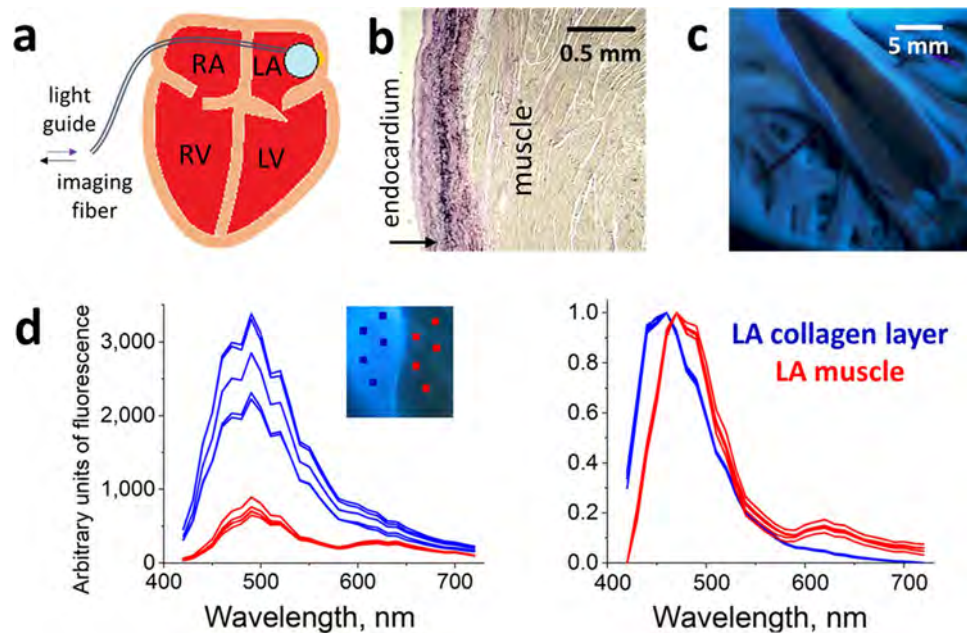 a
RA
LA
RV
LV
light
guide
imaging
fiber
b
0.5 mm
endocardium
muscle
c
5 mm
d
Arbitrary units of fluorescence
3,000
2,000
1,000
0
400
500
600
700
Wavelength, nm
1.0
0.8
0.6
0.4
0.2
0.0
400
500
600
700
Wavelength, nm
LA collagen layer
LA muscle